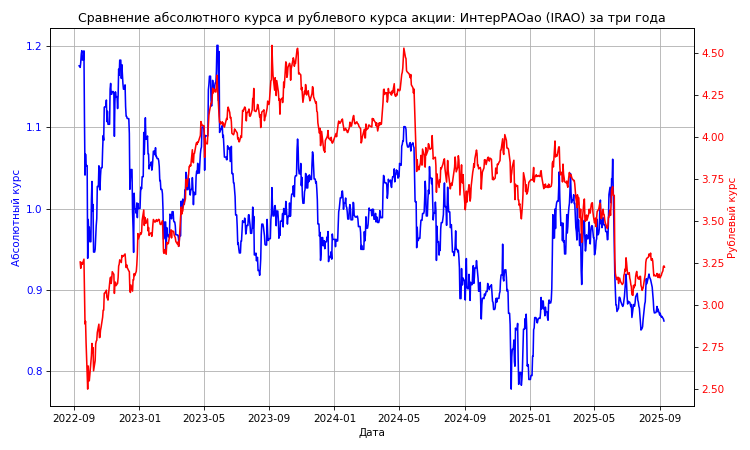 Сравнение абсолютного курса и рублевого курса акции: ИнтерРАОао (IRAO) за три года
Абсолютный курс
1.2
1.1
1.0
0.9
0.8
4.50
4.25
4.00
3.75
3.50
3.25
3.00
2.75
2.50
Рублевый курс
2022-09 2023-01 2023-05 2023-09 2024-01 2024-05 2024-09 2025-01 2025-05 2025-09
Дата